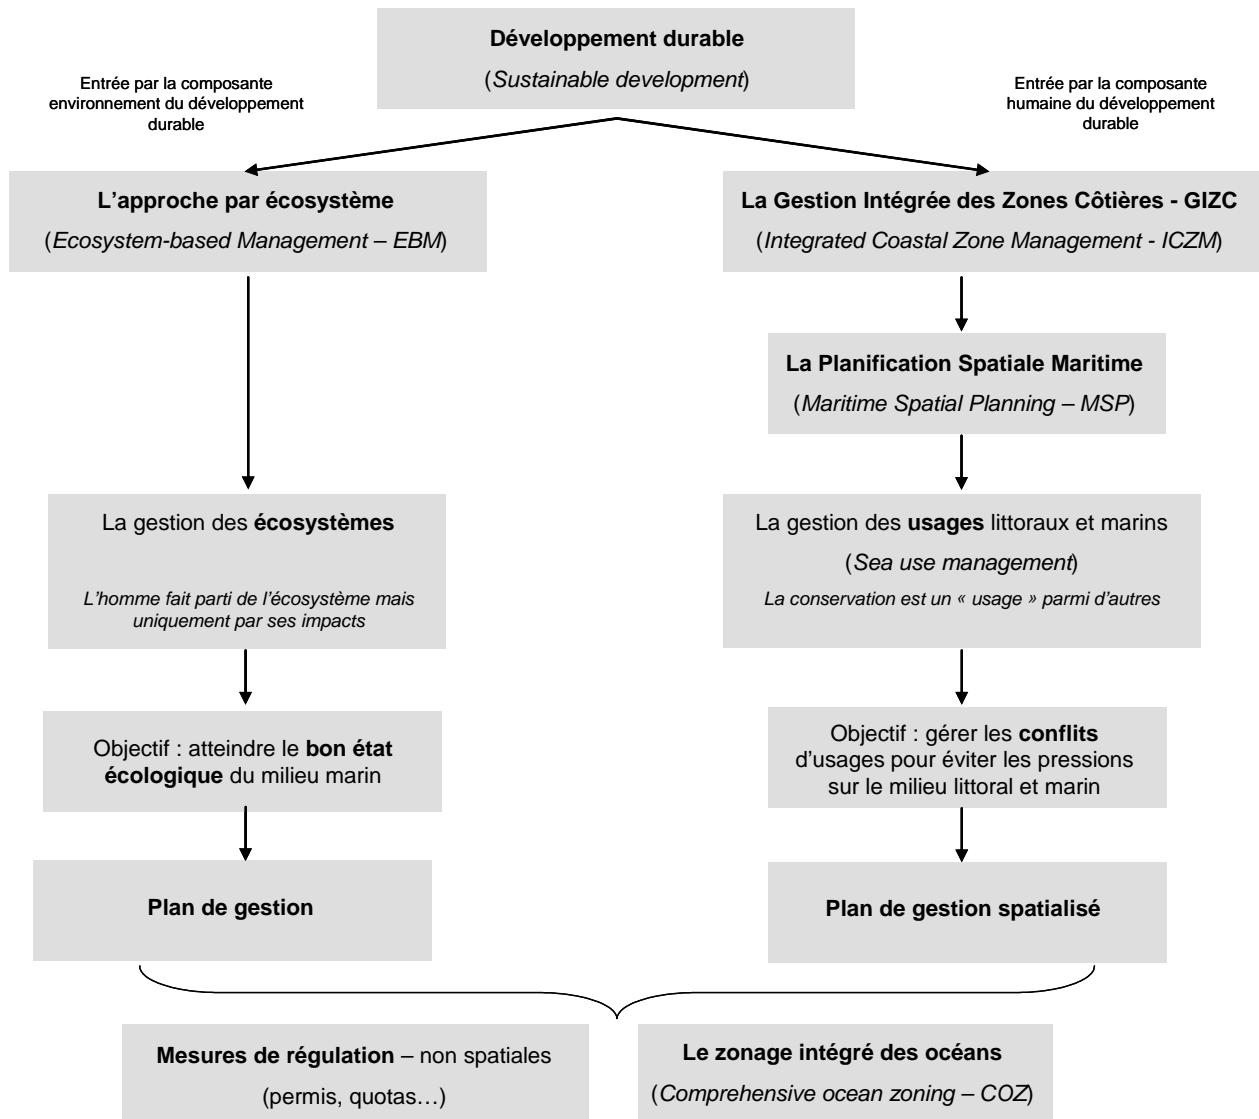 Développement durable
(Sustainable development)
Entrée par la composante
environnement du développement
durable
Entrée par la composante
humaine du développement
durable
L’approche par écosystème
(Ecosystem-based Management – EBM)
La Gestion Intégrée des Zones Côtières - GIZC
(Integrated Coastal Zone Management - ICZM)
La Planification Spatiale Maritime
(Maritime Spatial Planning – MSP)
La gestion des écosystèmes
L’homme fait parti de l’écosystème mais
uniquement par ses impacts
La gestion des usages littoraux et marins
(Sea use management)
La conservation est un « usage » parmi d’autres
Objectif : atteindre le bon état
écologique du milieu marin
Objectif : gérer les conflits
d’usages pour éviter les pressions
sur le milieu littoral et marin
Plan de gestion
Plan de gestion spatialisé
Mesures de régulation – non spatiales
(permis, quotas…)
Le zonage intégré des océans
(Comprehensive ocean zoning – COZ)